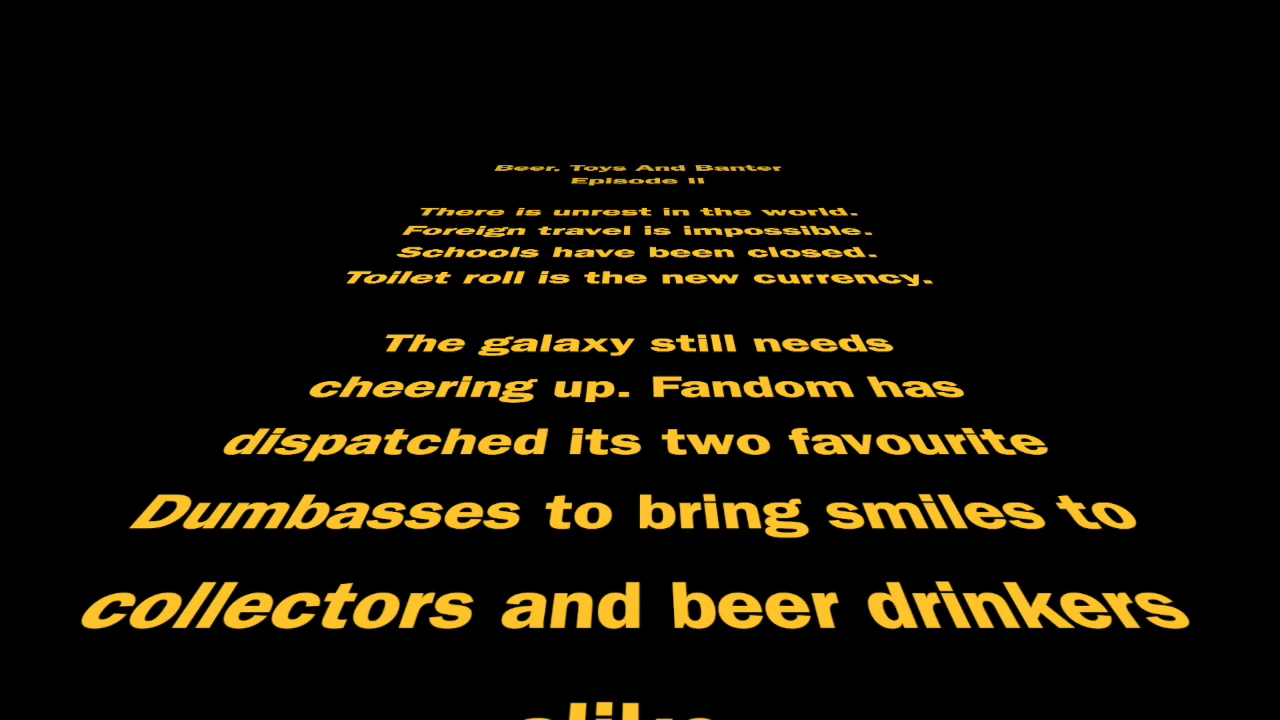 Beer, Toys And Banter
Episode II
There is unrest in the world.
Foreign travel is impossible.
Schools have been closed.
Toilet roll is the new currency.
The galaxy still needs
cheering up. Fandom has
dispatched its two favourite
Dumbasses to bring smiles to
collectors and beer drinkers
alike